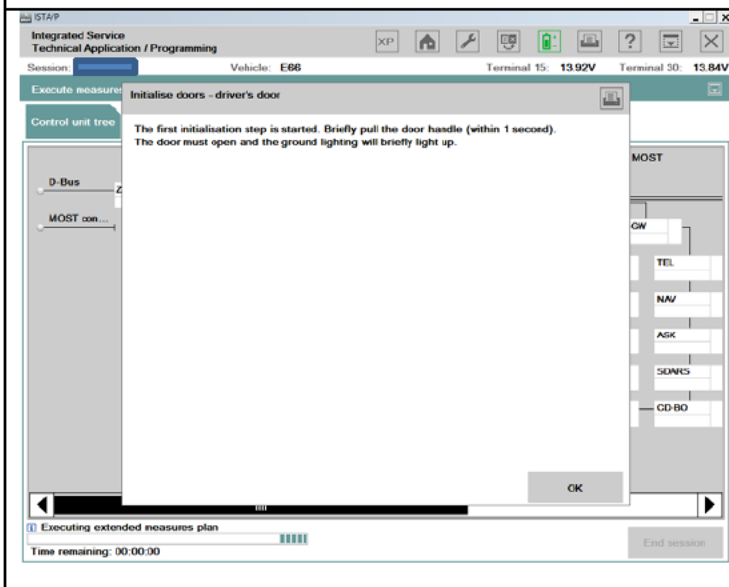 ISTA/P
Integrated Service
Technical Application / Programming
XP
?
Session:
Vehicle: E66
Terminal 15: 13.92V
Terminal 30: 13.84V
Execute measure
Initialise doors - driver's door
Control unit tree
The first initialisation step is started. Briefly pull the door handle (within 1 second).
The door must open and the ground lighting will briefly light up.
MOST
D-Bus
Z
MOST con...
GW
TEL
NAV
ASK
SDARS
CD-BO
OK
Executing extended measures plan
Time remaining: 00:00:00
End session